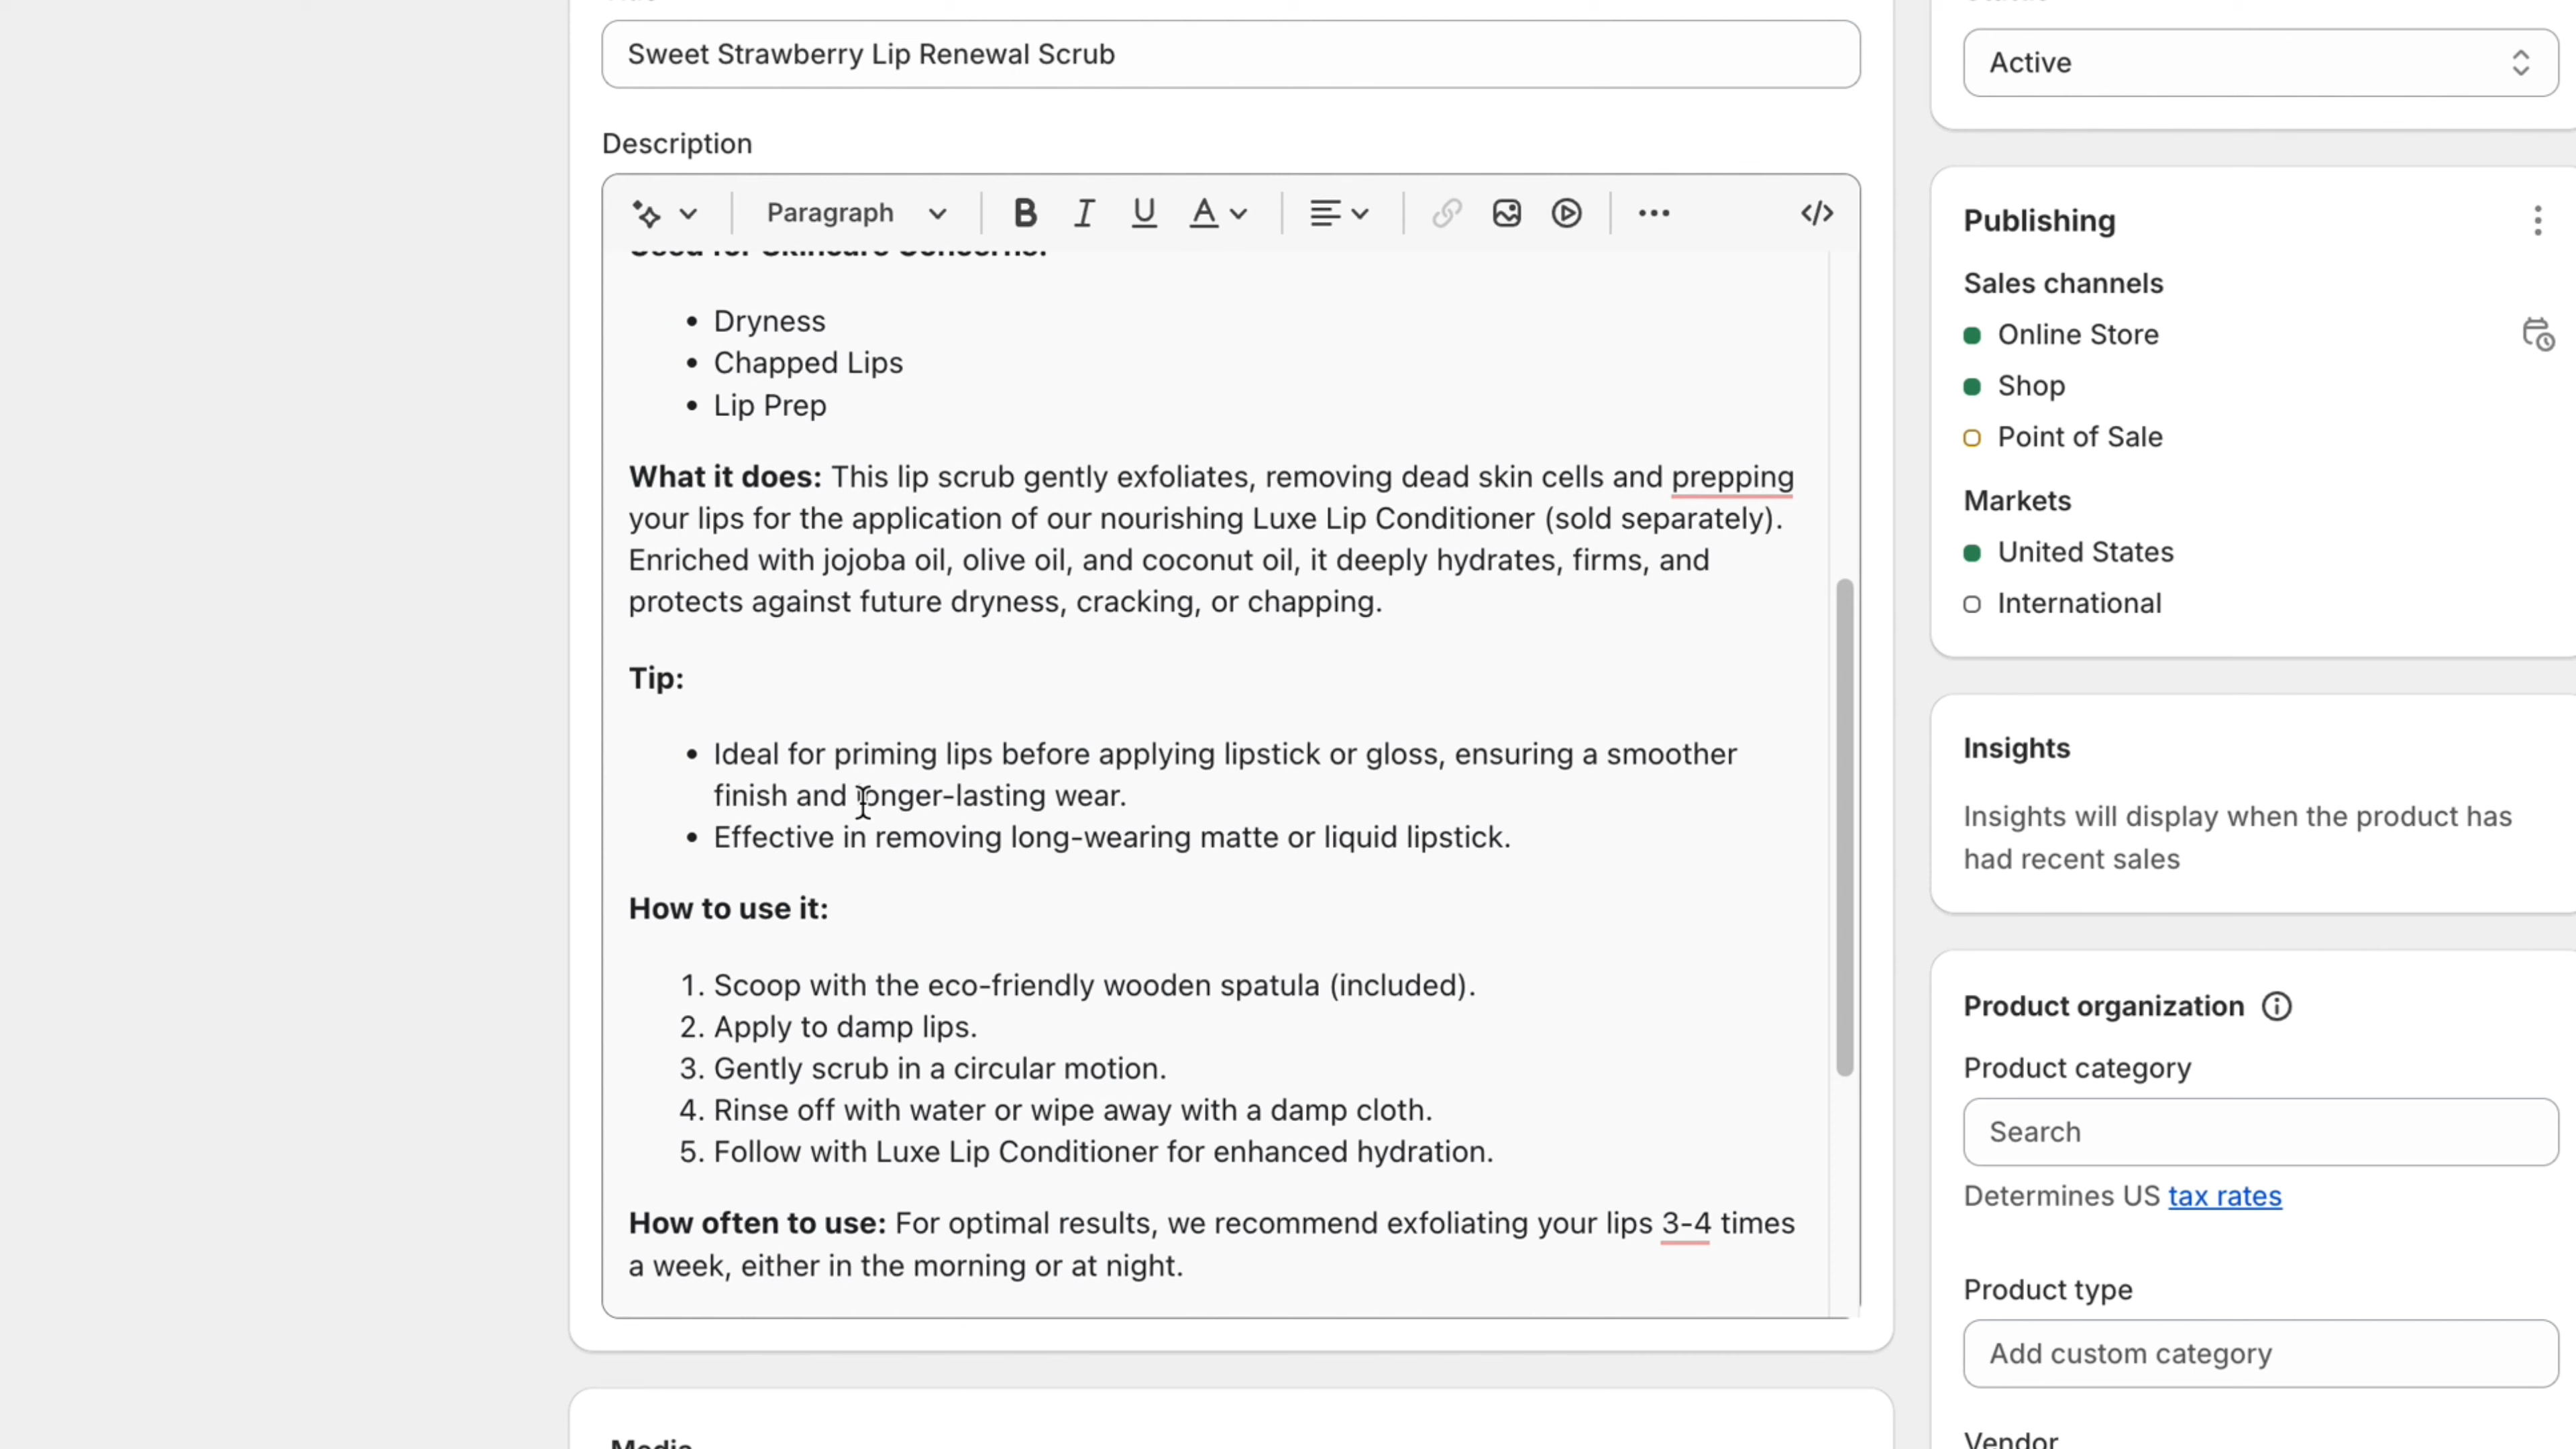 Sweet Strawberry Lip Renewal Scrub
Description
Paragraph
Used for Skincare Concerns:
• Dryness
• Chapped Lips
• Lip Prep
What it does: This lip scrub gently exfoliates, removing dead skin cells and prepping
your lips for the application of our nourishing Luxe Lip Conditioner (sold separately).
Enriched with jojoba oil, olive oil, and coconut oil, it deeply hydrates, firms, and
protects against future dryness, cracking, or chapping.
Tip:
• Ideal for priming lips before applying lipstick or gloss, ensuring a smoother
finish and longer-lasting wear.
• Effective in removing long-wearing matte or liquid lipstick.
How to use it:
1. Scoop with the eco-friendly wooden spatula (included).
2. Apply to damp lips.
3. Gently scrub in a circular motion.
4. Rinse off with water or wipe away with a damp cloth.
5. Follow with Luxe Lip Conditioner for enhanced hydration.
How often to use: For optimal results, we recommend exfoliating your lips 3-4 times
a week, either in the morning or at night.
Media
Active
Publishing
Sales channels
Online Store
Shop
Point of Sale
Markets
United States
International
Insights
Insights will display when the product has
had recent sales
Product organization
Product category
Search
Determines US tax rates
Product type
Add custom category
Vendor